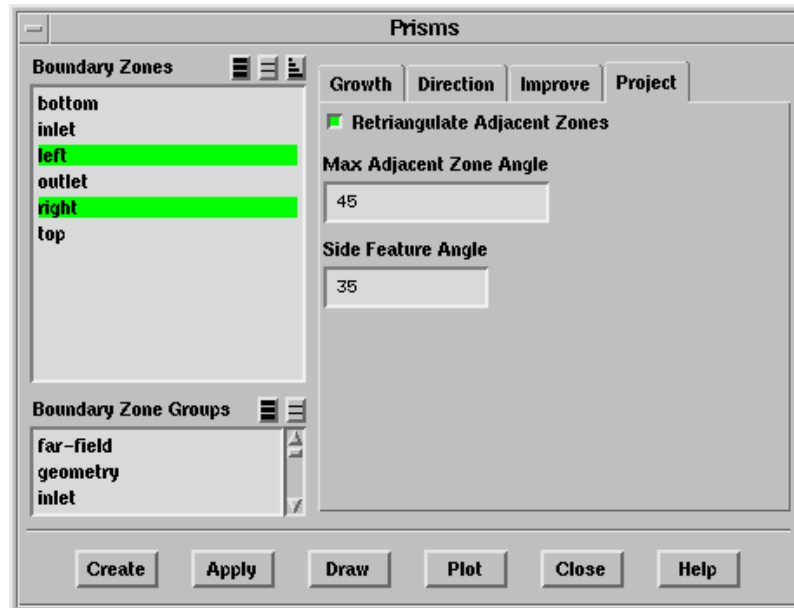 Prisms
Boundary Zones
bottom
inlet
left
outlet
right
top
Boundary Zone Groups
far-field
geometry
inlet
Growth Direction Improve Project
Retriangulate Adjacent Zones
Max Adjacent Zone Angle
45
Side Feature Angle
35
Create Apply Draw Plot Close Help